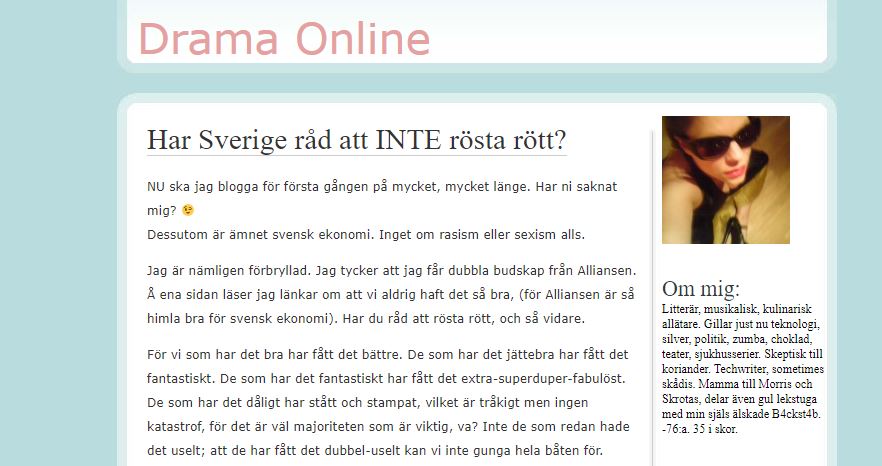 Drama Online
Har Sverige råd att INTE rösta rött?
NU ska jag blogga för första gången på mycket, mycket länge. Har ni saknat
mig? 😉
Dessutom är ämnet svensk ekonomi. Inget om rasism eller sexism alls.
Jag är nämligen förbryllad. Jag tycker att jag får dubbla budskap från Alliansen.
Å ena sidan läser jag länkar om att vi aldrig haft det så bra, (för Alliansen är så
himla bra för svensk ekonomi). Har du råd att rösta rött, och så vidare.
För vi som har det bra har fått det bättre. De som har det jättebra har fått det
fantastiskt. De som har det fantastiskt har fått det extra-superduper-fabulöst.
De som har det dåligt har stått och stampat, vilket är tråkigt men ingen
katastrof, för det är väl majoriteten som är viktig, va? Inte de som redan hade
det uselt; att de har fått det dubbel-uselt kan vi inte gunga hela båten för.
Om mig:
Litterär, musikalisk, kulinarisk
allätare. Gillar just nu teknologi,
silver, politik, zumba, choklad,
teater, sjukhusserier. Skeptisk till
koriander. Techwriter, sometimes
skådis. Mamma till Morris och
Skrotas, delar även gul lekstuga
med min själs älskade B4ckst4b.
-76:a. 35 i skor.